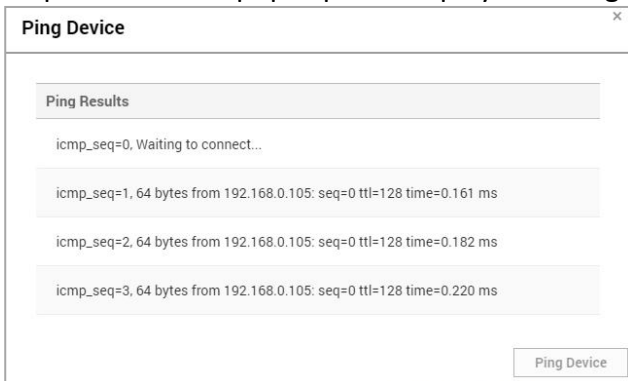 Ping Device
×
Ping Results
icmp_seq=0, Waiting to connect...
icmp_seq=1, 64 bytes from 192.168.0.105: seq=0 ttl=128 time=0.161 ms
icmp_seq=2, 64 bytes from 192.168.0.105: seq=0 ttl=128 time=0.182 ms
icmp_seq=3, 64 bytes from 192.168.0.105: seq=0 ttl=128 time=0.220 ms
Ping Device